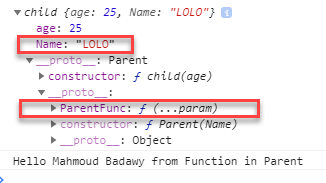 child {age: 25, Name: "LOLO"} i
age: 25
Name: "LOLO"
__proto__: Parent
constructor: ƒ child(age)
__proto__:
ParentFunc: ƒ (...param)
constructor: ƒ Parent(Name)
__proto__: Object
Hello Mahmoud Badawy from Function in Parent